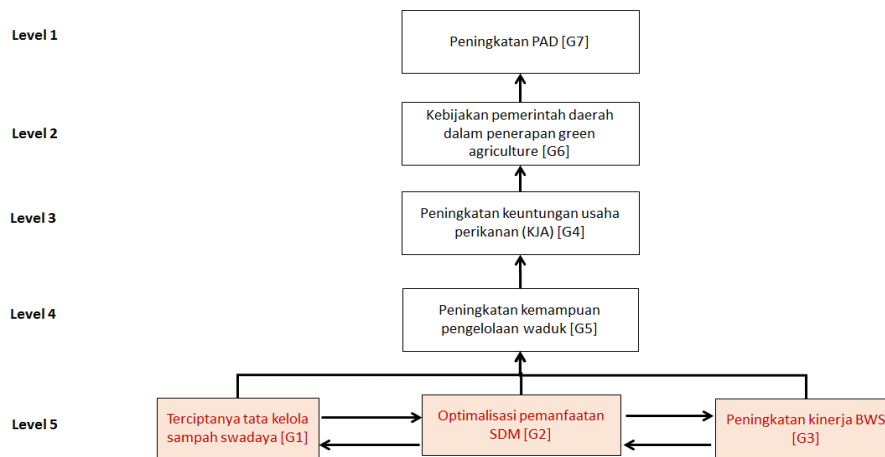 Level 1
Peningkatan PAD [G7]
Level 2
Kebijakan pemerintah daerah
dalam penerapan green
agriculture [G6]
Level 3
Peningkatan keuntungan usaha
perikanan (KJA) [G4]
Level 4
Peningkatan kemampuan
pengelolaan waduk [G5]
Level 5
Terciptanya tata kelola
sampah swadaya [G1]
Optimalisasi pemanfaatan
SDM [G2]
Peningkatan kinerja BWS
[G3]